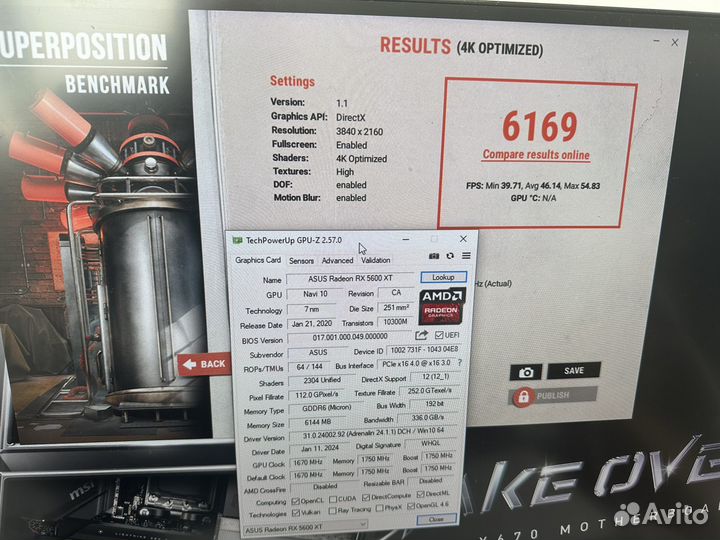 SUPERPOSITION
BENCHMARK
RESULTS (4K OPTIMIZED)
Settings
Version: 1.1
Graphics API: DirectX
Resolution: 3840 x 2160
Fullscreen: Enabled
Shaders: 4K Optimized
Textures: High
DOF: enabled
Motion Blur: enabled
6169
Compare results online
FPS: Min 39.71, Avg 46.14, Max 54.83
GPU °C: N/A
Hz (Actual)
BACK
SAVE
PUBLISH
TechPowerUp GPU-Z 2.57.0
Graphics Card Sensors Advanced Validation
Name ASUS Radeon RX 5600 XT Lookup
GPU Navi 10 Revision CA
AMD
RADEON
GRAPHICS
Technology 7 nm Die Size 251 mm²
Release Date Jan 21, 2020 Transistors 10300M
BIOS Version 017.001.000.049.000000 UEFI
Subvendor ASUS Device ID 1002 731F - 1043 04E8
ROPs/TMUs 64 / 144 Bus Interface PCIe x16 4.0 @ x16 3.0 ?
Shaders 2304 Unified DirectX Support 12 (12_1)
Pixel Fillrate 112.0 GPixel/s Texture Fillrate 252.0 GTexel/s
Memory Type GDDR6 (Micron) Bus Width 192 bit
Memory Size 6144 MB Bandwidth 336.0 GB/s
Driver Version 31.0.24002.92 (Adrenalin 24.1.1) DCH / Win10 64
Driver Date Jan 11, 2024 Digital Signature WHQL
GPU Clock 1670 MHz Memory 1750 MHz Boost 1750 MHz
Default Clock 1670 MHz Memory 1750 MHz Boost 1750 MHz
AMD CrossFire Disabled Resizable BAR Disabled
Computing OpenCL CUDA DirectCompute DirectML
Technologies Vulkan Ray Tracing PhysX OpenGL 4.6
ASUS Radeon RX 5600 XT Close
msi
AKE OVE
X670 MOTHERBOAR
Avito